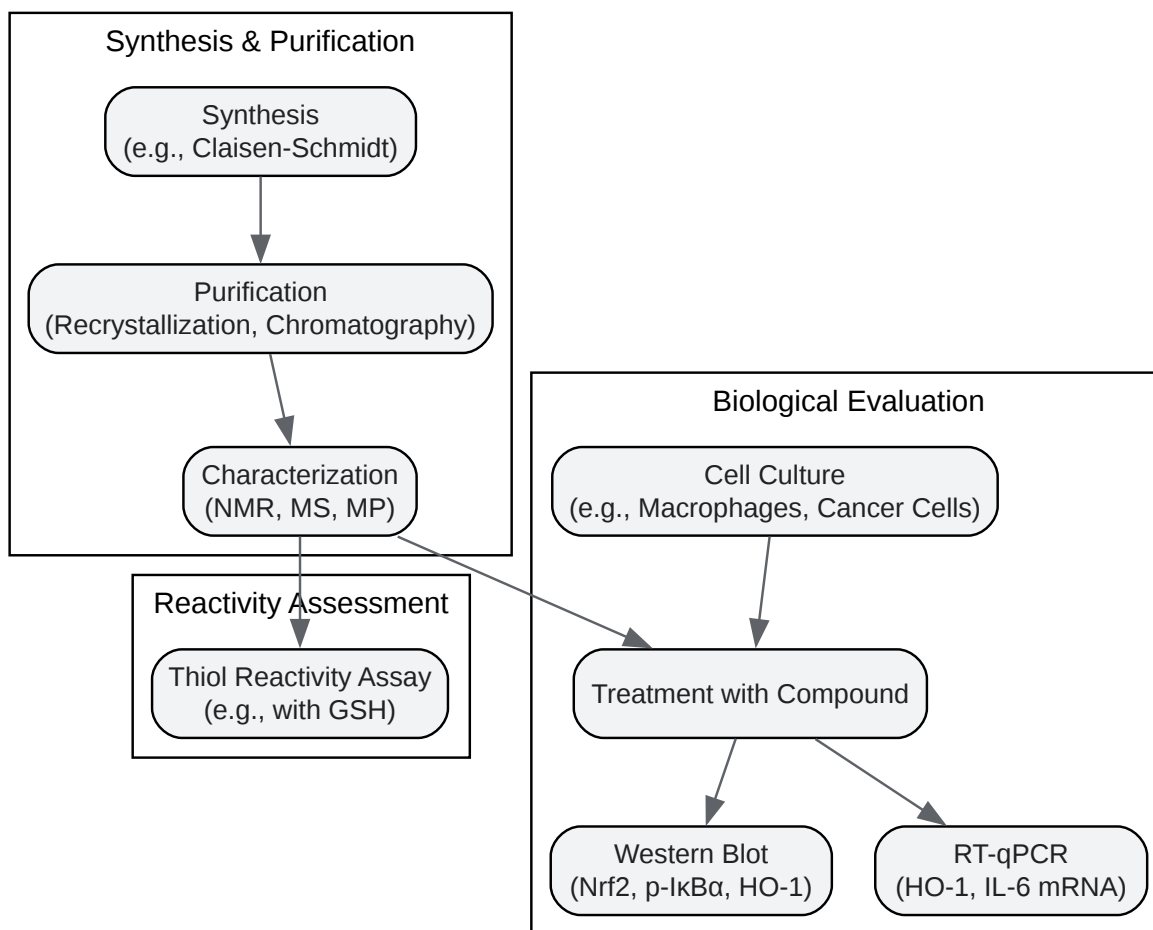 Synthesis & Purification
Synthesis
(e.g., Claisen-Schmidt)
Purification
(Recrystallization, Chromatography)
Characterization
(NMR, MS, MP)
Reactivity Assessment
Thiol Reactivity Assay
(e.g., with GSH)
Biological Evaluation
Cell Culture
(e.g., Macrophages, Cancer Cells)
Treatment with Compound
Western Blot
(Nrf2, p-IκBα, HO-1)
RT-qPCR
(HO-1, IL-6 mRNA)